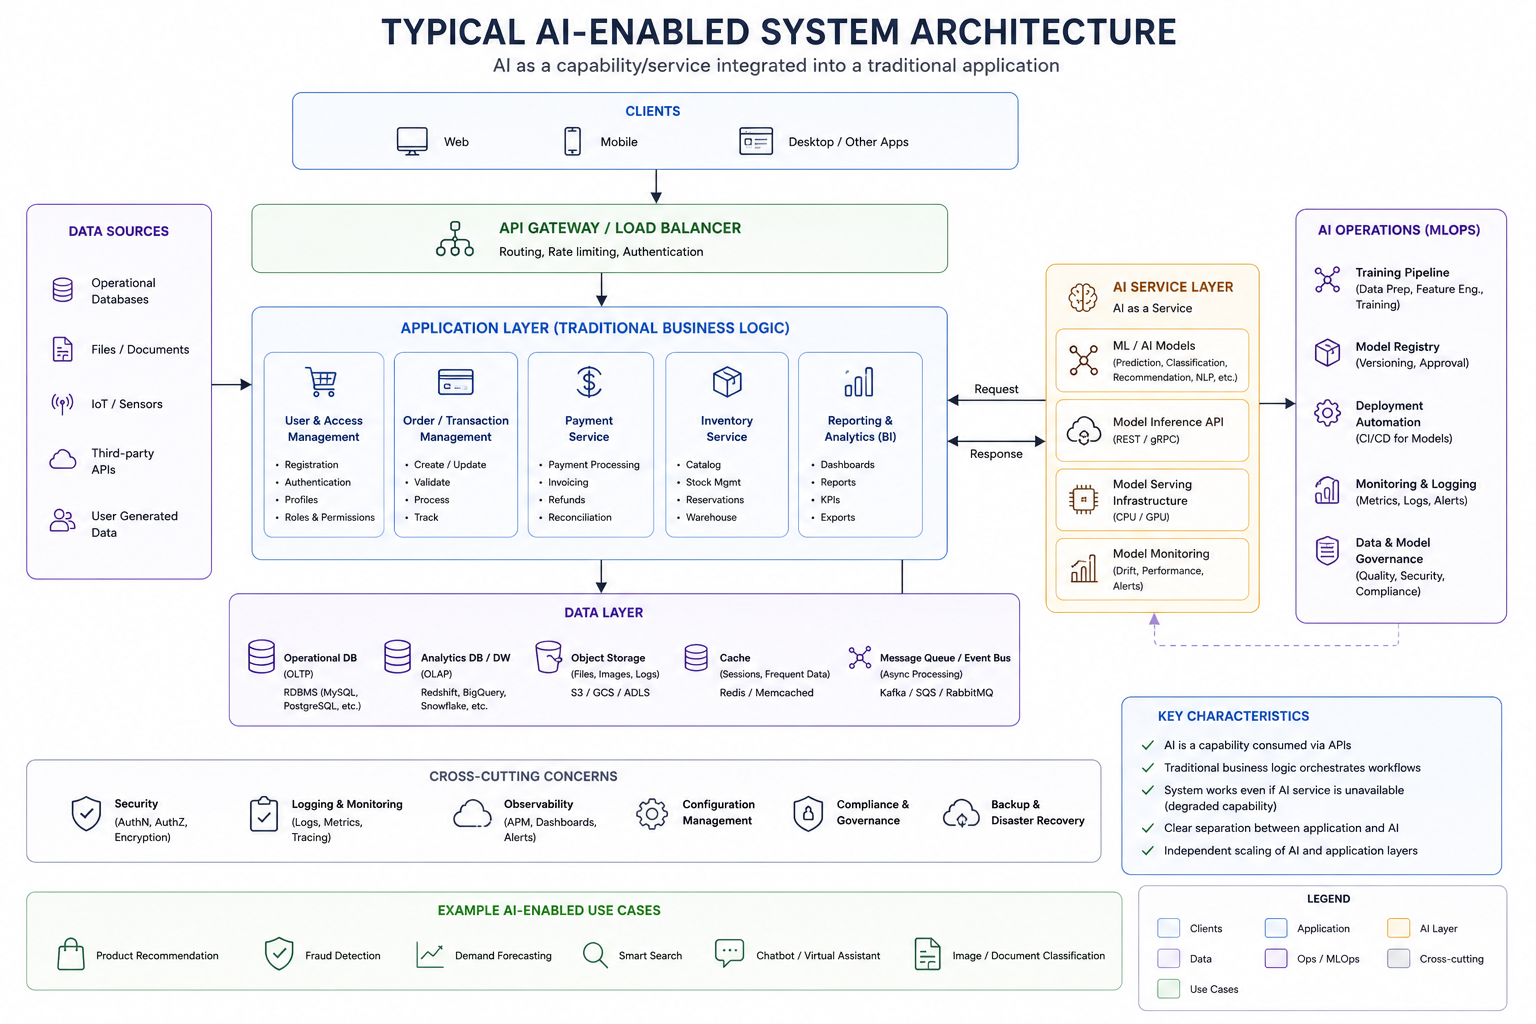 TYPICAL AI-ENABLED SYSTEM ARCHITECTURE
AI as a capability/service integrated into a traditional application
CLIENTS
Web
Mobile
Desktop / Other Apps
DATA SOURCES
Operational
Databases
Files / Documents
IoT / Sensors
Third-party
APIs
User Generated
Data
API GATEWAY / LOAD BALANCER
Routing, Rate limiting, Authentication
APPLICATION LAYER (TRADITIONAL BUSINESS LOGIC)
User & Access
Management
• Registration
• Authentication
• Profiles
• Roles & Permissions
Order / Transaction
Management
• Create / Update
• Validate
• Process
• Track
Payment
Service
• Payment Processing
• Invoicing
• Refunds
• Reconciliation
Inventory
Service
• Catalog
• Stock Mgmt
• Reservations
• Warehouse
Reporting &
Analytics (BI)
• Dashboards
• Reports
• KPIs
• Exports
Request
Response
AI SERVICE LAYER
AI as a Service
ML / AI Models
(Prediction, Classification,
Recommendation, NLP, etc.)
Model Inference API
(REST / gRPC)
Model Serving
Infrastructure
(CPU / GPU)
Model Monitoring
(Drift, Performance,
Alerts)
AI OPERATIONS (MLOPS)
Training Pipeline
(Data Prep, Feature Eng.,
Training)
Model Registry
(Versioning, Approval)
Deployment
Automation
(CI/CD for Models)
Monitoring & Logging
(Metrics, Logs, Alerts)
Data & Model
Governance
(Quality, Security,
Compliance)
DATA LAYER
Operational DB
(OLTP)
RDBMS (MySQL,
PostgreSQL, etc.)
Analytics DB / DW
(OLAP)
Redshift, BigQuery,
Snowflake, etc.
Object Storage
(Files, Images, Logs)
S3 / GCS / ADLS
Cache
(Sessions, Frequent Data)
Redis / Memcached
Message Queue / Event Bus
(Async Processing)
Kafka / SQS / RabbitMQ
CROSS-CUTTING CONCERNS
Security
(AuthN, AuthZ,
Encryption)
Logging & Monitoring
(Logs, Metrics,
Tracing)
Observability
(APM, Dashboards,
Alerts)
Configuration
Management
Compliance &
Governance
Backup &
Disaster Recovery
KEY CHARACTERISTICS
AI is a capability consumed via APIs
Traditional business logic orchestrates workflows
System works even if AI service is unavailable
(degraded capability)
Clear separation between application and AI
Independent scaling of AI and application layers
EXAMPLE AI-ENABLED USE CASES
Product Recommendation
Fraud Detection
Demand Forecasting
Smart Search
Chatbot / Virtual Assistant
Image / Document Classification
LEGEND
Clients
Application
AI Layer
Data
Ops / MLOps
Cross-cutting
Use Cases